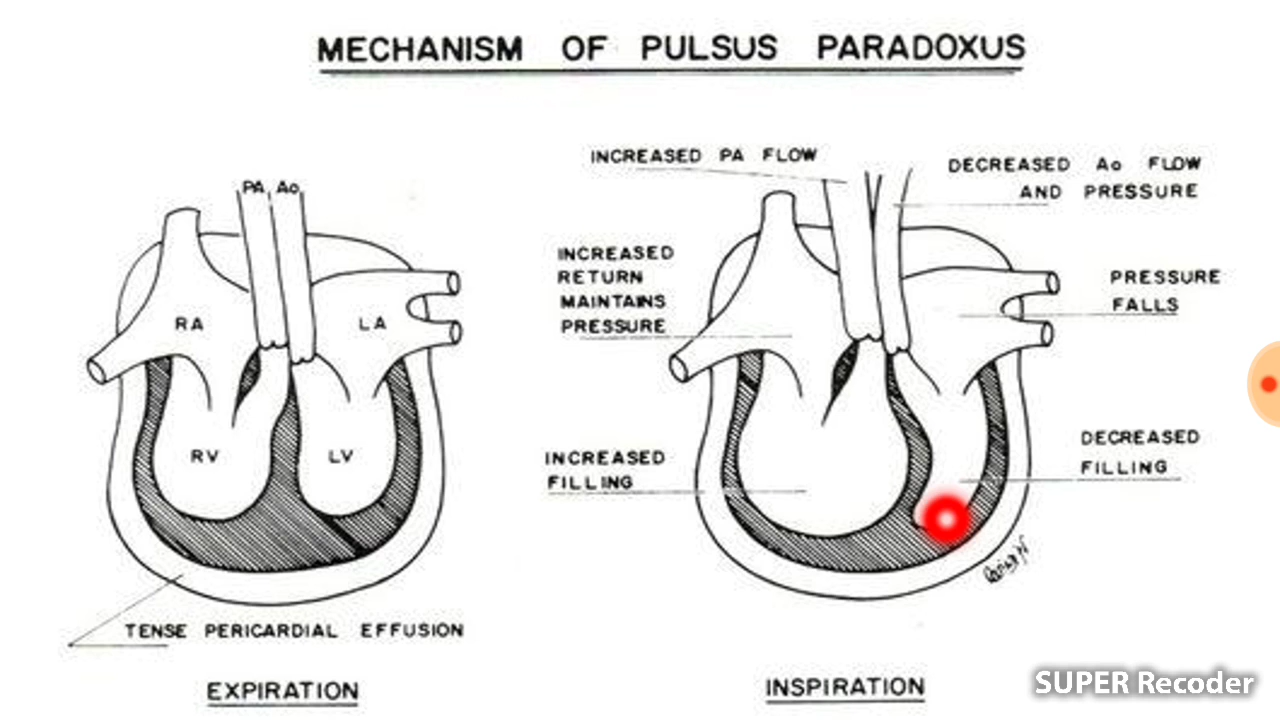 MECHANISM OF PULSUS PARADOXUS
PA Ao
RA
LA
RV
LV
TENSE PERICARDIAL EFFUSION
EXPIRATION
INCREASED PA FLOW
DECREASED Ao FLOW
AND PRESSURE
INCREASED
RETURN
MAINTAINS
PRESSURE
PRESSURE
FALLS
INCREASED
FILLING
DECREASED
FILLING
INSPIRATION
SUPER Recoder